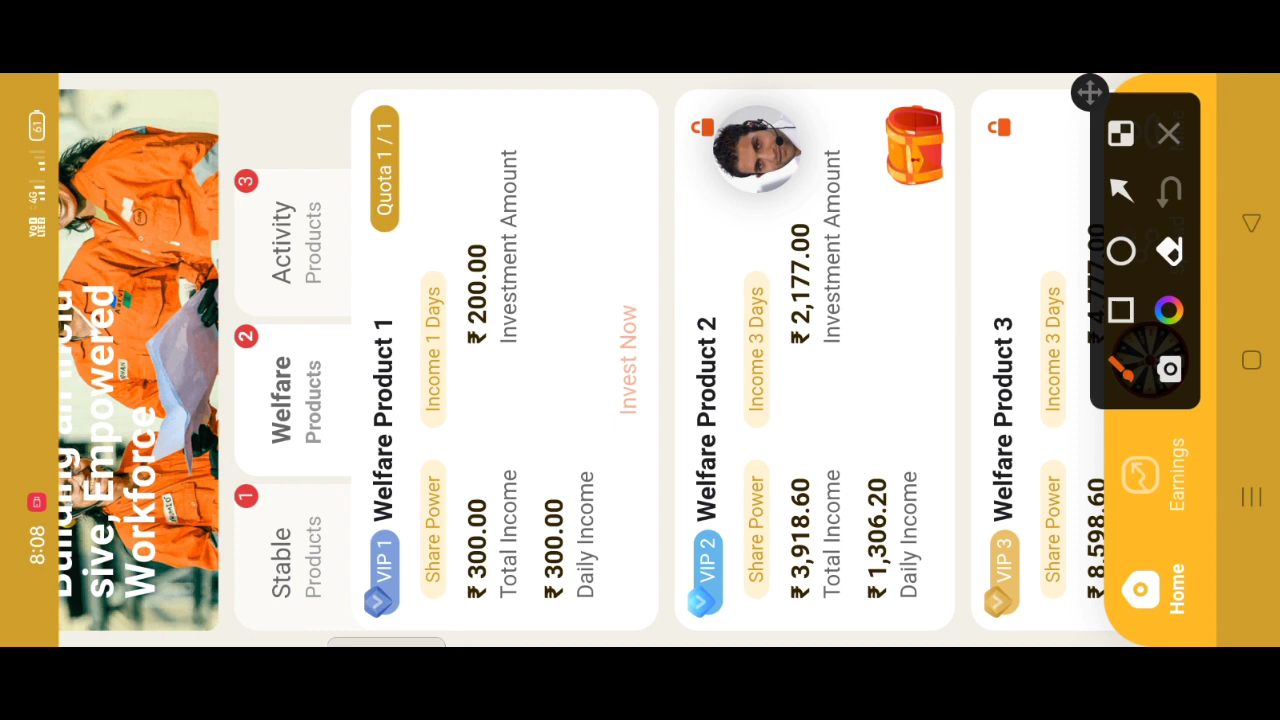 8:08
VoD
LTED
4G
61
sive, Empowered
Workforce
Stable
Products
1
Welfare
Products
2
Activity
Products
3
VIP 1
Welfare Product 1
Quota 1 / 1
Share Power
Income 1 Days
₹ 300.00
₹ 200.00
Total Income
Investment Amount
₹ 300.00
Daily Income
Invest Now
VIP 2
Welfare Product 2
Share Power
Income 3 Days
₹ 3,918.60
₹ 2,177.00
Total Income
Investment Amount
₹ 1,306.20
Daily Income
VIP 3
Welfare Product 3
Share Power
Income 3 Days
₹ 8,598.60
₹ 4,777.00
Home
Earnings